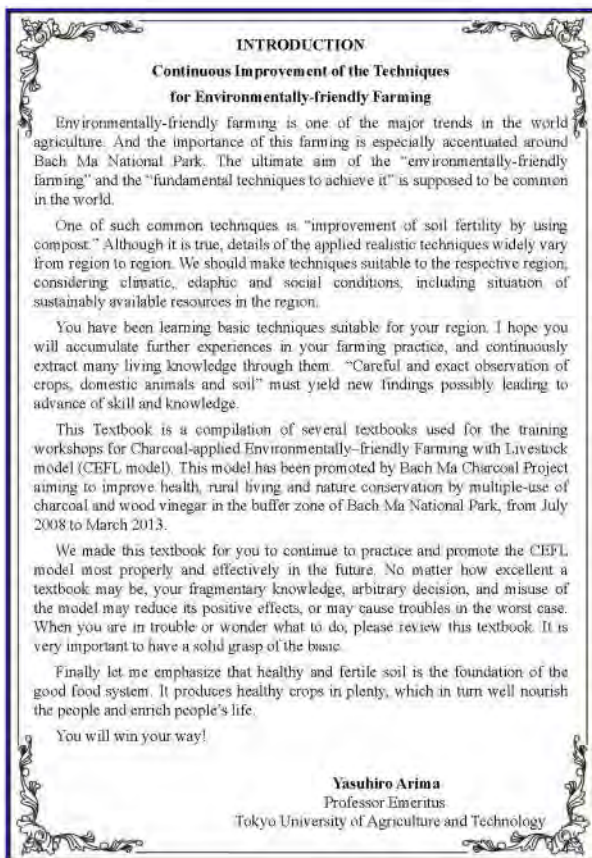 INTRODUCTION
Continuous Improvement of the Techniques
for Environmentally-friendly Farming
Environmentally-friendly farming is one of the major trends in the world
agriculture. And the importance of this farming is especially accentuated around
Bach Ma National Park. The ultimate aim of the “environmentally-friendly
farming” and the “fundamental techniques to achieve it” is supposed to be common
in the world.
One of such common techniques is “improvement of soil fertility by using
compost.” Although it is true, details of the applied realistic techniques widely vary
from region to region. We should make techniques suitable to the respective region,
considering climatic, edaphic and social conditions, including situation of
sustainably available resources in the region.
You have been learning basic techniques suitable for your region. I hope you
will accumulate further experiences in your farming practice, and continuously
extract many living knowledge through them. “Careful and exact observation of
crops, domestic animals and soil” must yield new findings possibly leading to
advance of skill and knowledge.
This Textbook is a compilation of several textbooks used for the training
workshops for Charcoal-applied Environmentally–friendly Farming with Livestock
model (CEFL model). This model has been promoted by Bach Ma Charcoal Project
aiming to improve health, rural living and nature conservation by multiple-use of
charcoal and wood vinegar in the buffer zone of Bach Ma National Park, from July
2008 to March 2013.
We made this textbook for you to continue to practice and promote the CEFL
model most properly and effectively in the future. No matter how excellent a
textbook may be, your fragmentary knowledge, arbitrary decision, and misuse of
the model may reduce its positive effects, or may cause troubles in the worst case.
When you are in trouble or wonder what to do, please review this textbook. It is
very important to have a solid grasp of the basic.
Finally let me emphasize that healthy and fertile soil is the foundation of the
good food system. It produces healthy crops in plenty, which in turn well nourish
the people and enrich people’s life.
You will win your way!
Yasuhiro Arima
Professor Emeritus
Tokyo University of Agriculture and Technology